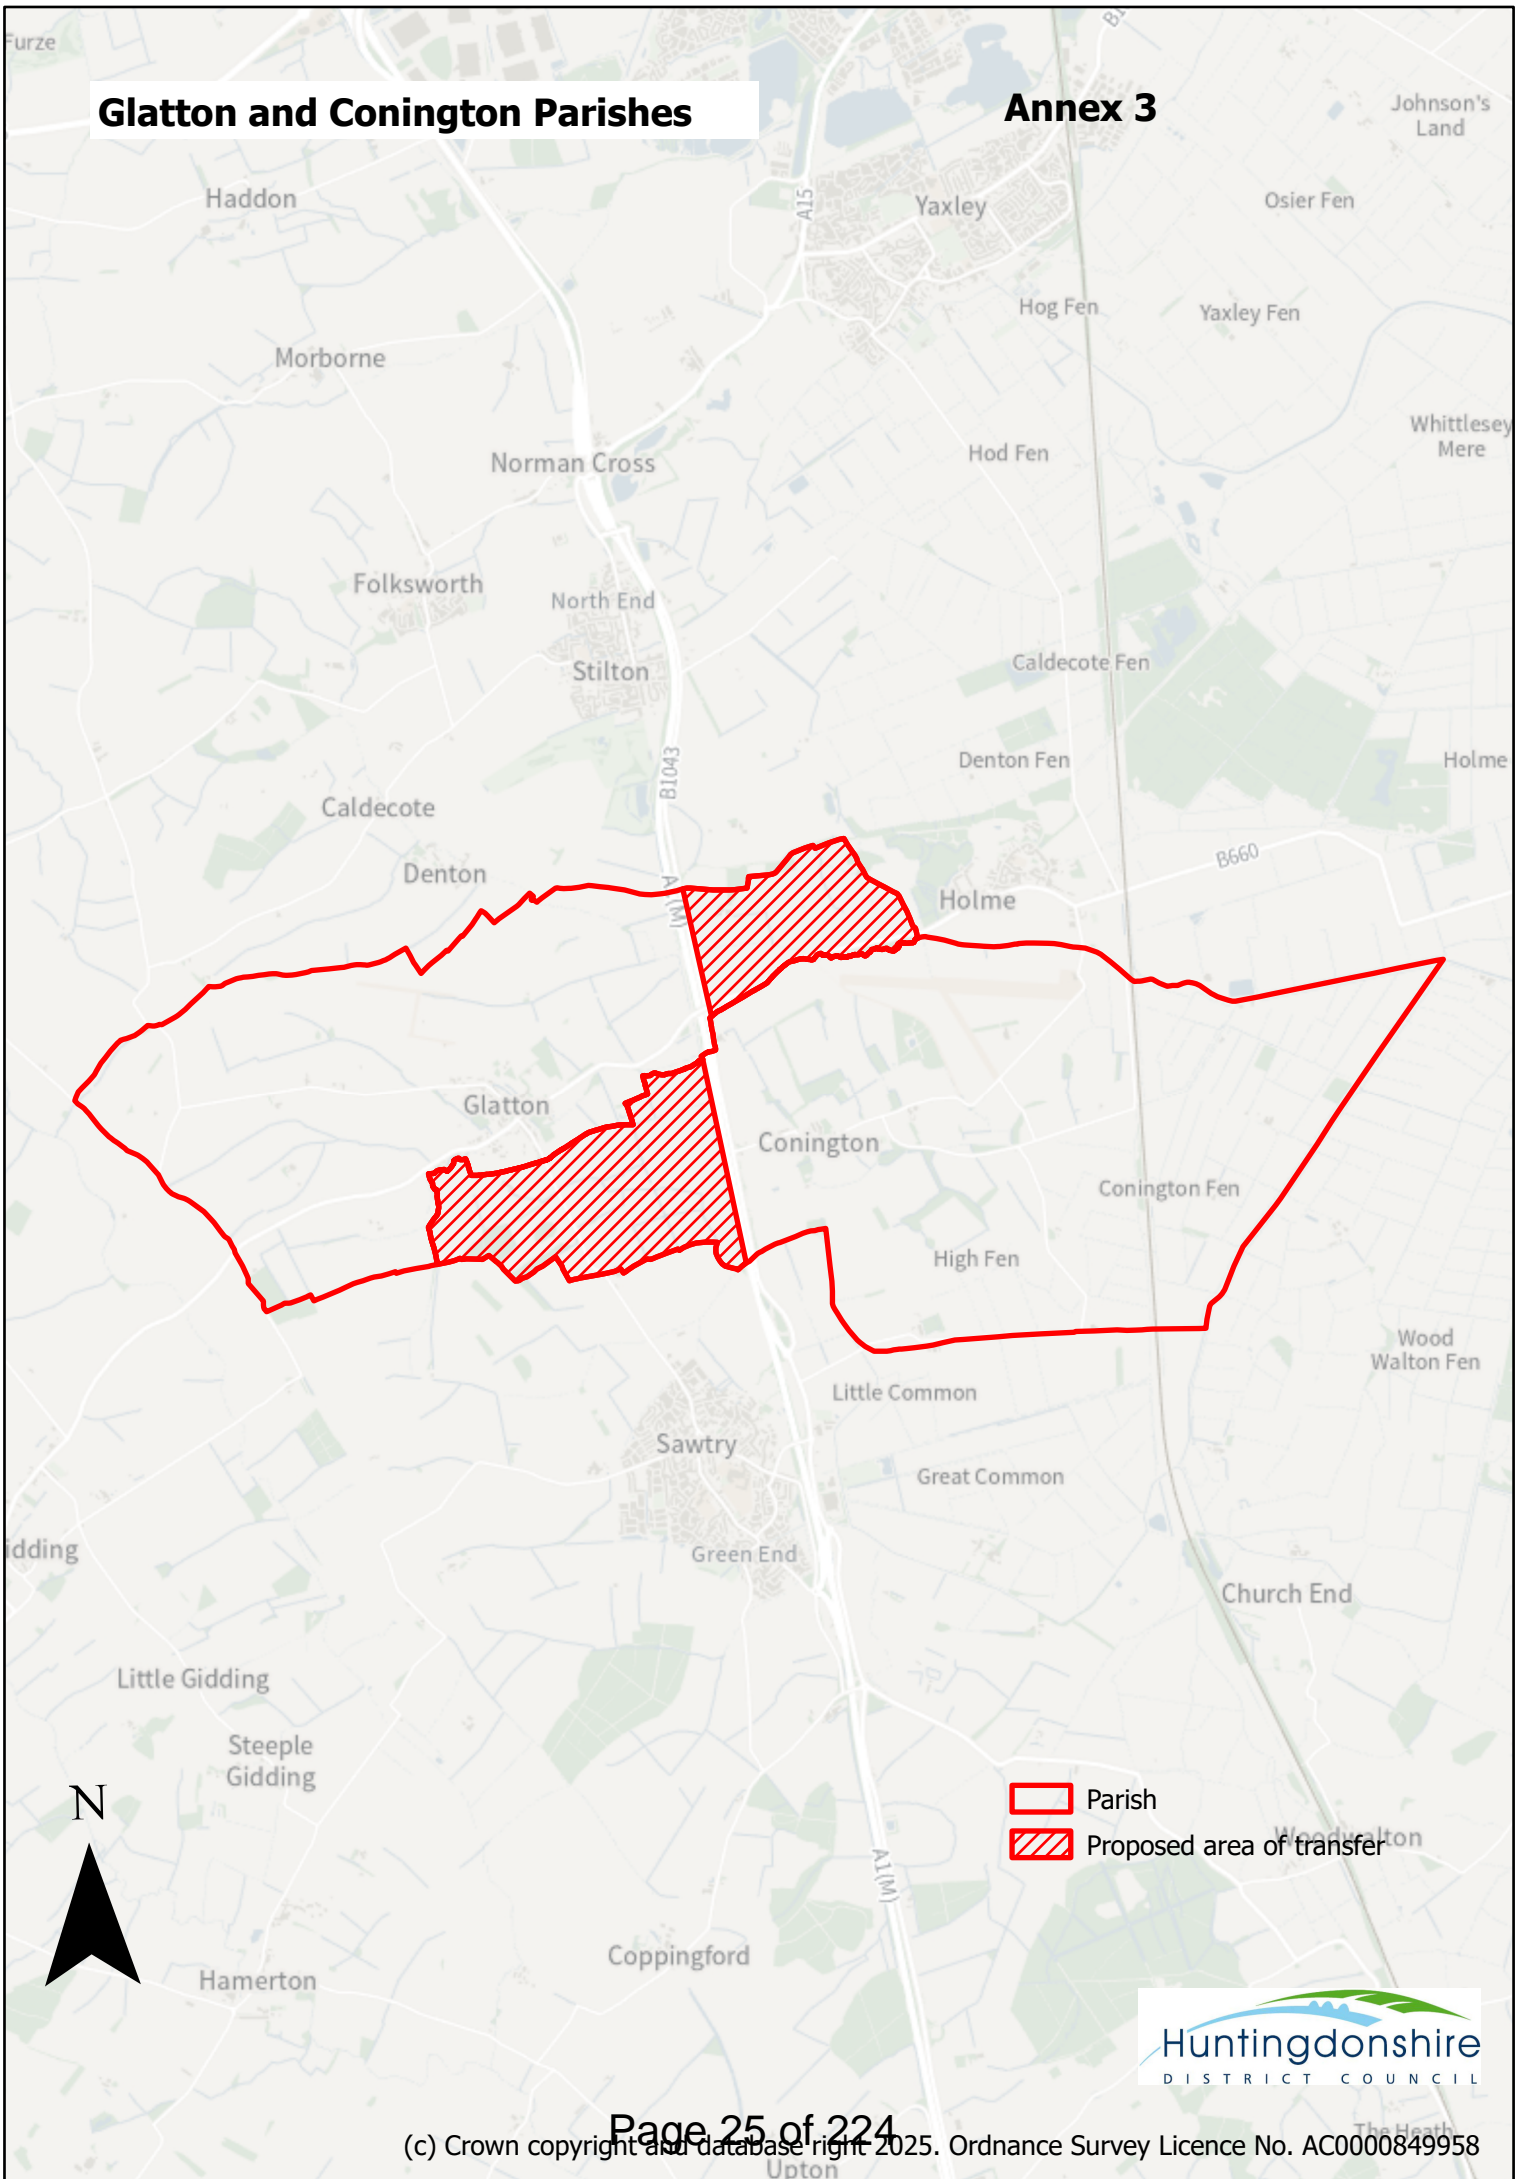 Furze
B1
Glatton and Conington Parishes
Annex 3
Johnson's
Land
Haddon
A15
Yaxley
Osier Fen
Hog Fen
Yaxley Fen
Morborne
Whittlesey
Mere
Norman Cross
Hod Fen
Folksworth
North End
Stilton
Caldecote Fen
B1043
Denton Fen
Holme
Caldecote
B660
Denton
A (M)
Holme
Glatton
Conington
Conington Fen
High Fen
Wood
Walton Fen
Little Common
Sawtry
Great Common
idding
Green End
Church End
Little Gidding
Steeple
Gidding
N
Parish
Proposed area of transfer
Woodwalton
A1(M)
Coppingford
Hamerton
Huntingdonshire
DISTRICT COUNCIL
Page 25 of 224
The Heath
(c) Crown copyright and database right 2025. Ordnance Survey Licence No. AC0000849958
Upton